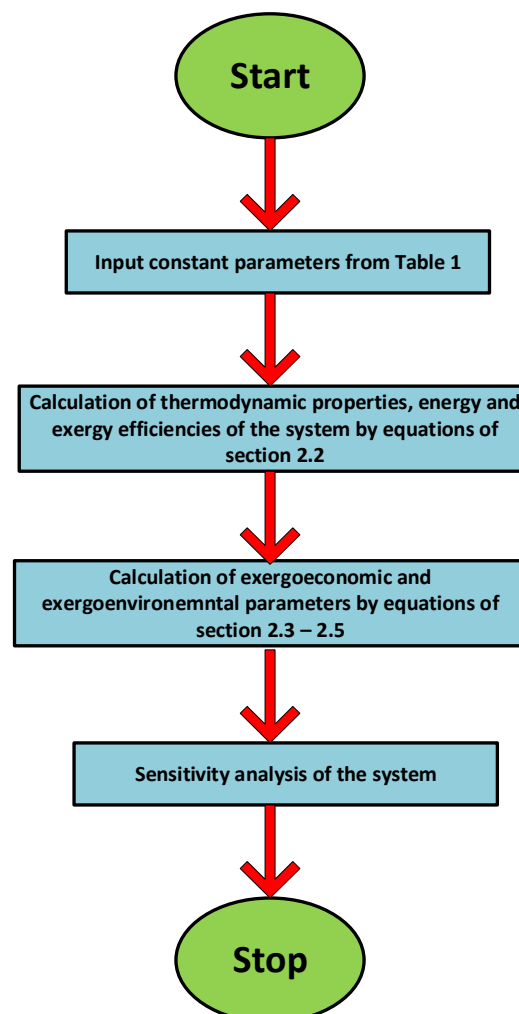 Start
Input constant parameters from Table 1
Calculation of thermodynamic properties, energy and
exergy efficiencies of the system by equations of
section 2.2
Calculation of exergoeconomic and
exergoenvironemntal parameters by equations of
section 2.3 – 2.5
Sensitivity analysis of the system
Stop